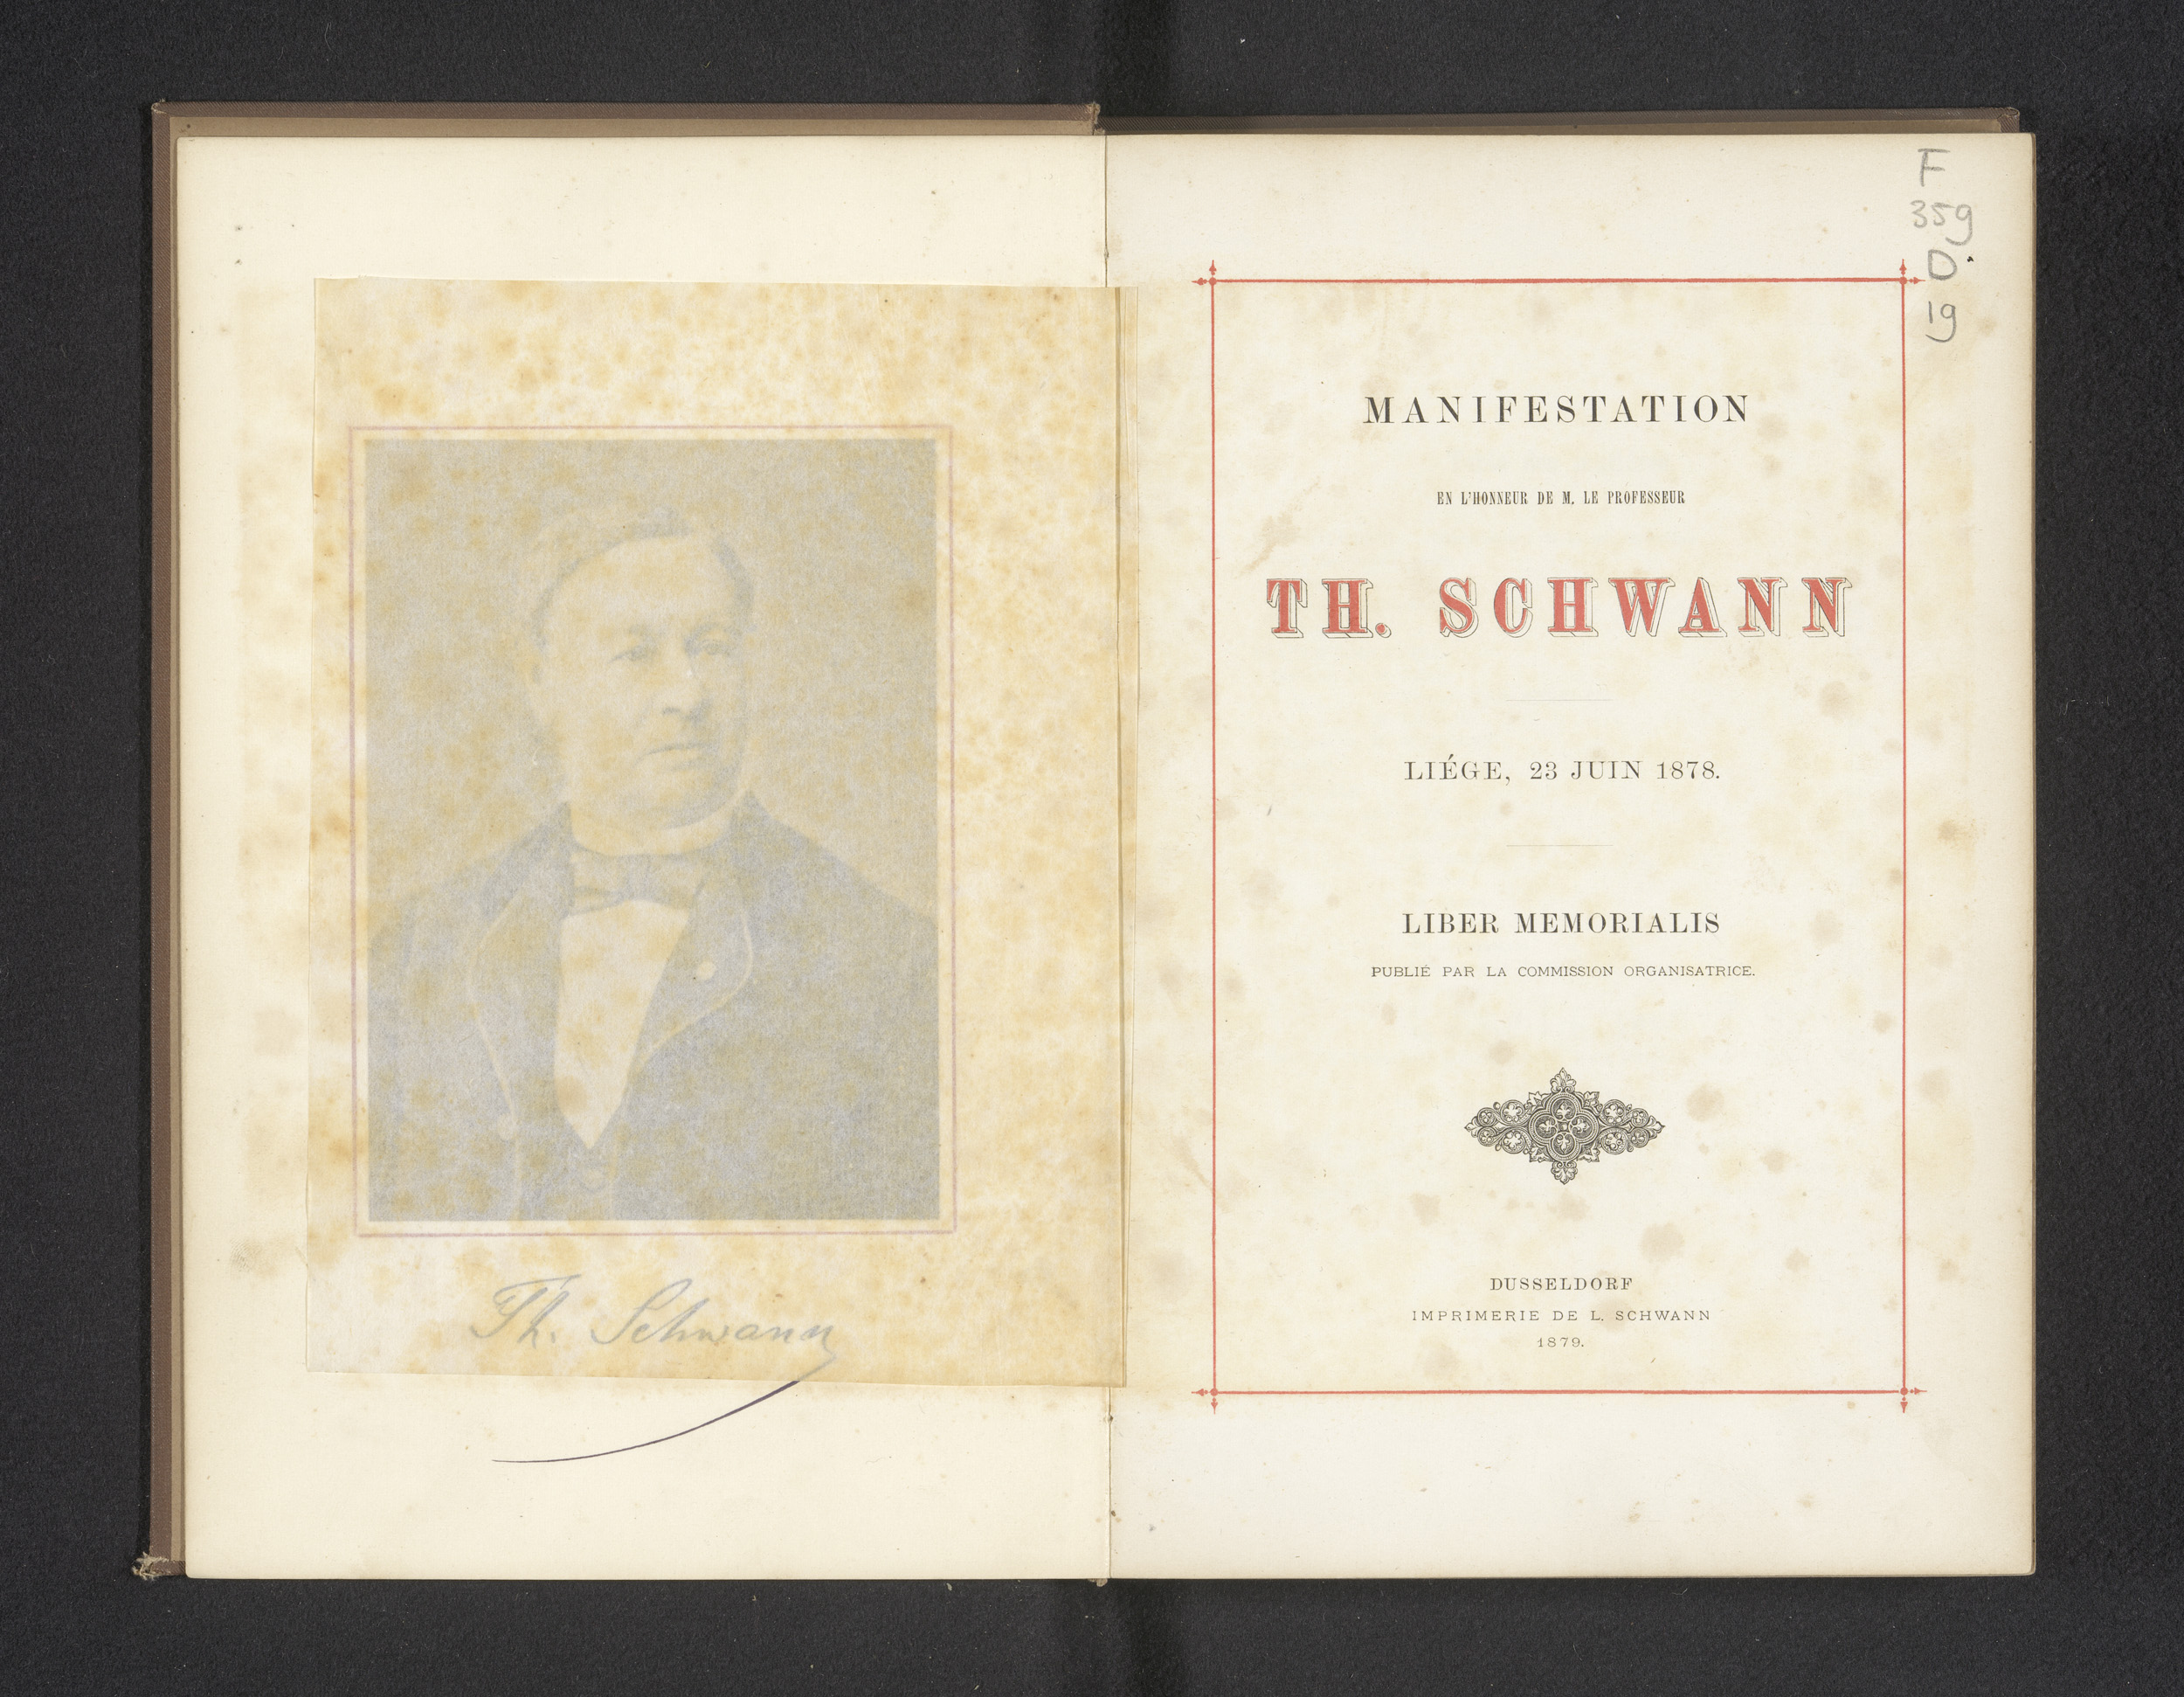 Th. Schwann
F
359
D.
19
MANIFESTATION
EN L'HONNEUR DE M. LE PROFESSEUR
TH. SCHWANN
LIÉGE, 23 JUIN 1878.
LIBER MEMORIALIS
PUBLIÉ PAR LA COMMISSION ORGANISATRICE.
DUSSELDORF
IMPRIMERIE DE L. SCHWANN
1879.